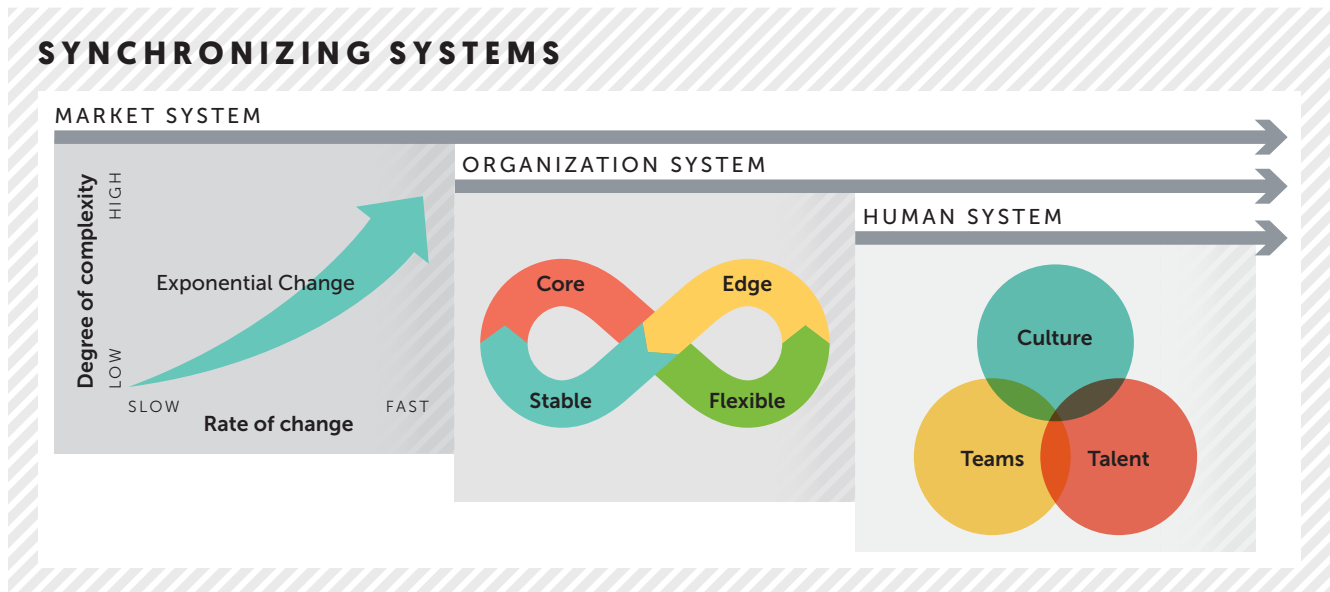 SYNCHRONIZING SYSTEMS
MARKET SYSTEM
Degree of complexity
HIGH
LOW
Exponential Change
SLOW
FAST
Rate of change
ORGANIZATION SYSTEM
Core
Edge
Stable
Flexible
HUMAN SYSTEM
Culture
Teams
Talent